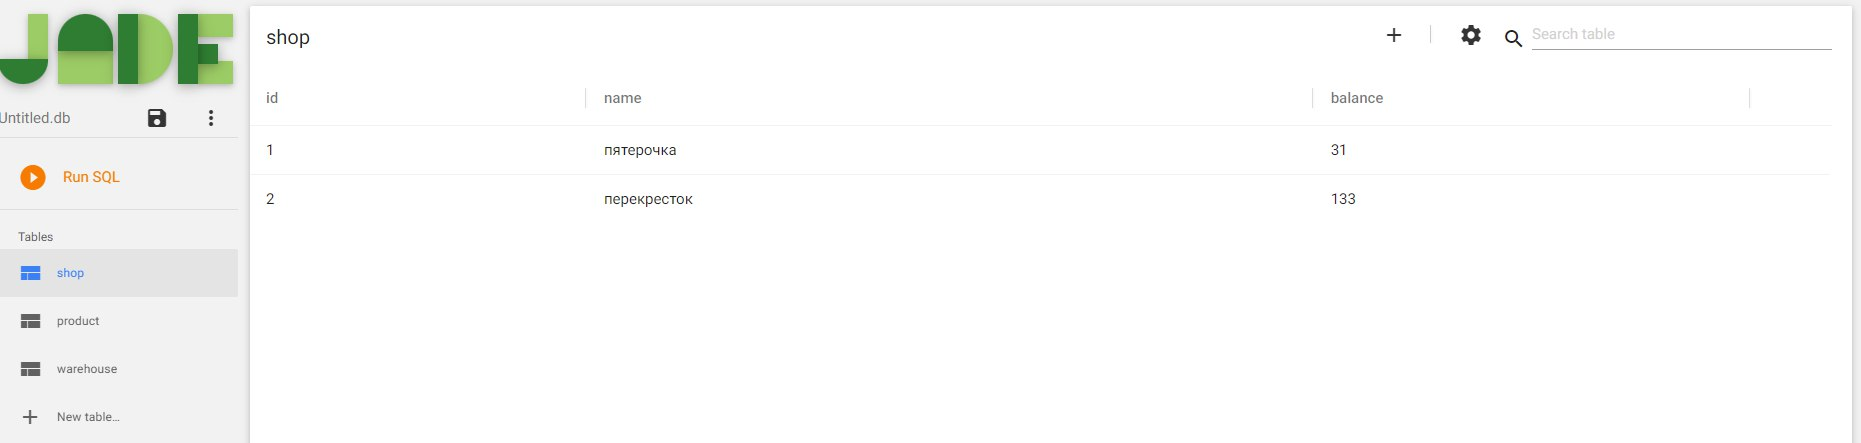 JADE
Untitled.db
Run SQL
Tables
shop
product
warehouse
New table...
shop
Search table
id name balance
1 пятерочка 31
2 перекресток 133